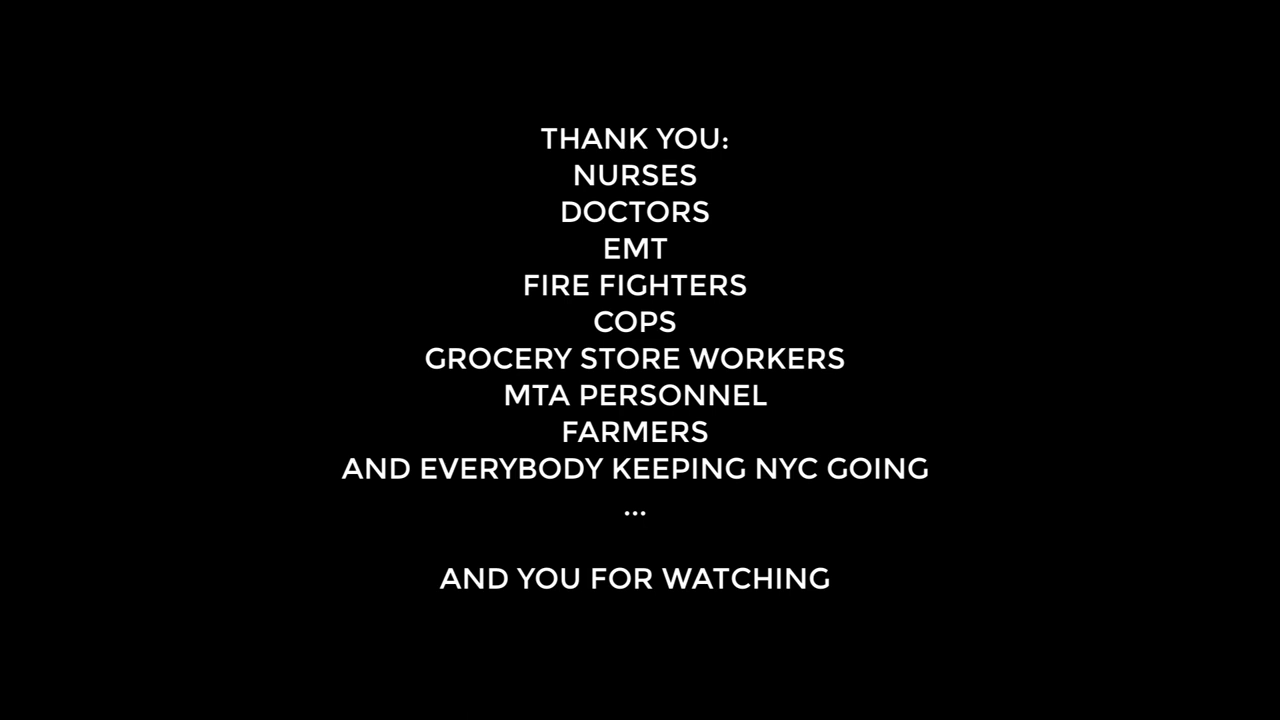 THANK YOU:
NURSES
DOCTORS
EMT
FIRE FIGHTERS
COPS
GROCERY STORE WORKERS
MTA PERSONNEL
FARMERS
AND EVERYBODY KEEPING NYC GOING
...
AND YOU FOR WATCHING